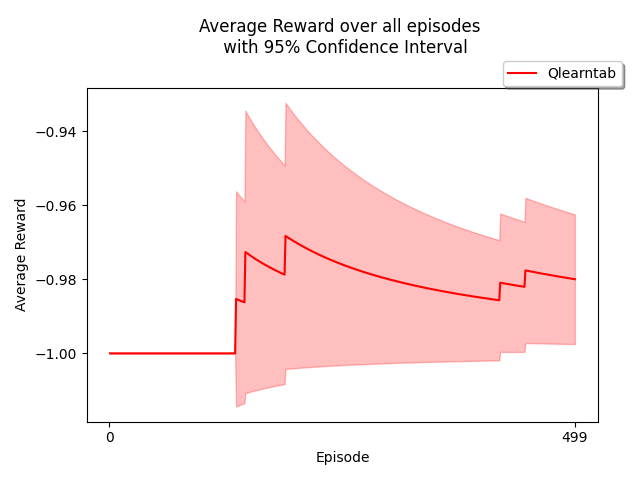 Average Reward over all episodes
with 95% Confidence Interval
Qlearntab
−0.94
−0.96
−0.98
−1.00
Average Reward
0
499
Episode